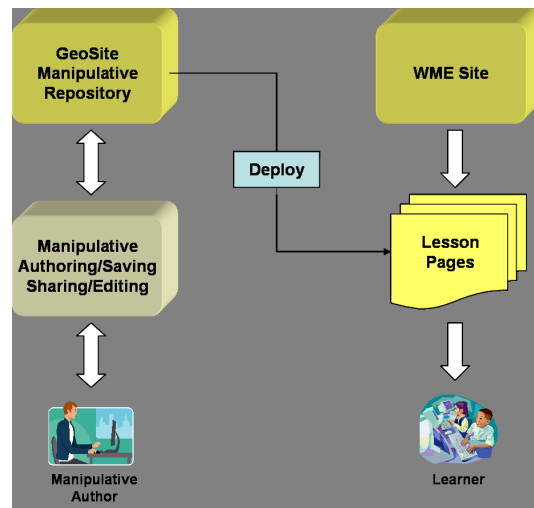 GeoSite
Manipulative
Repository
WME Site
Deploy
Manipulative
Authoring/Saving
Sharing/Editing
Lesson
Pages
Manipulative
Author
Learner